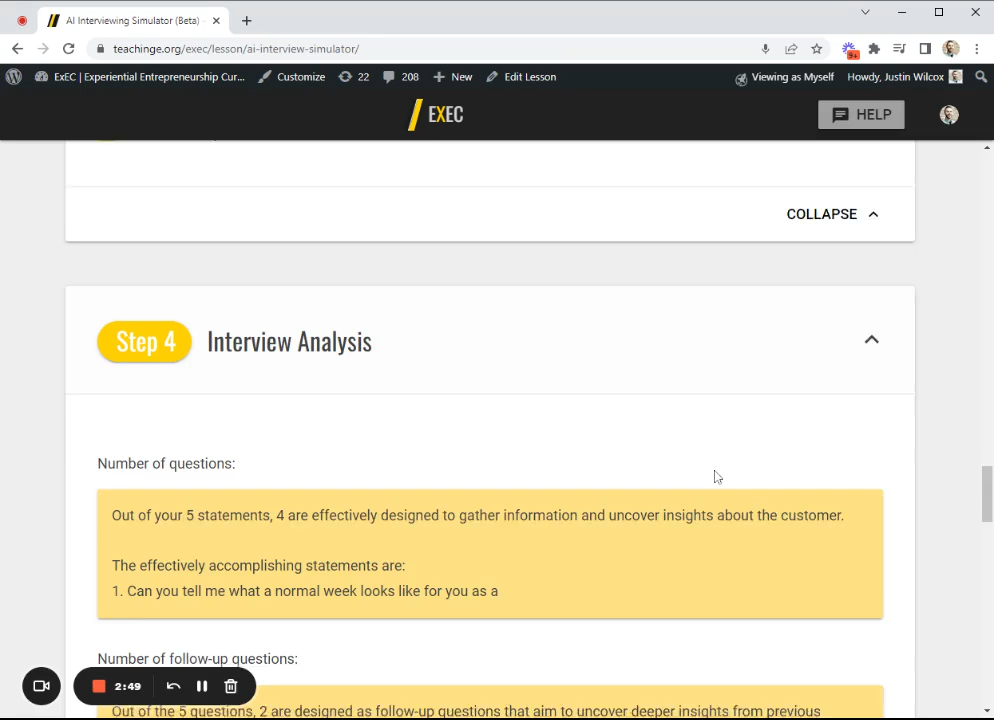 AI Interviewing Simulator (Beta) -
teachinge.org/exec/lesson/ai-interview-simulator/
9+
ExEC | Experiential Entrepreneurship Cur... Customize 22 208 New Edit Lesson Viewing as Myself Howdy, Justin Wilcox
EXEC
HELP
COLLAPSE
Step 4 Interview Analysis
Number of questions:
Out of your 5 statements, 4 are effectively designed to gather information and uncover insights about the customer.
The effectively accomplishing statements are:
1. Can you tell me what a normal week looks like for you as a
Number of follow-up questions:
2:49
Out of the 5 questions, 2 are designed as follow-up questions that aim to uncover deeper insights from previous